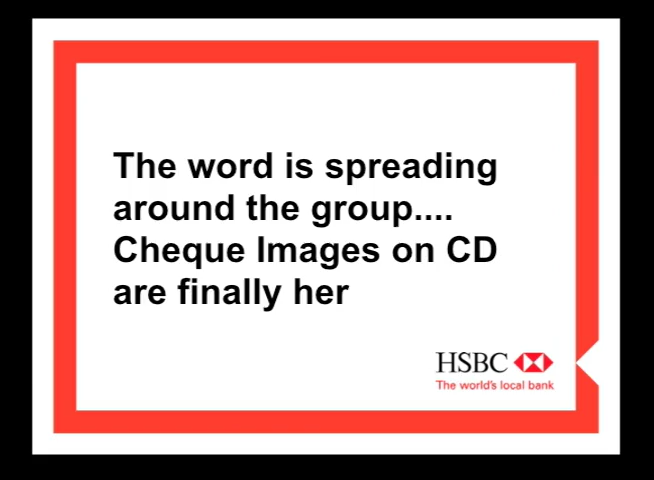 The word is spreading
around the group....
Cheque Images on CD
are finally her
HSBC
The world's local bank